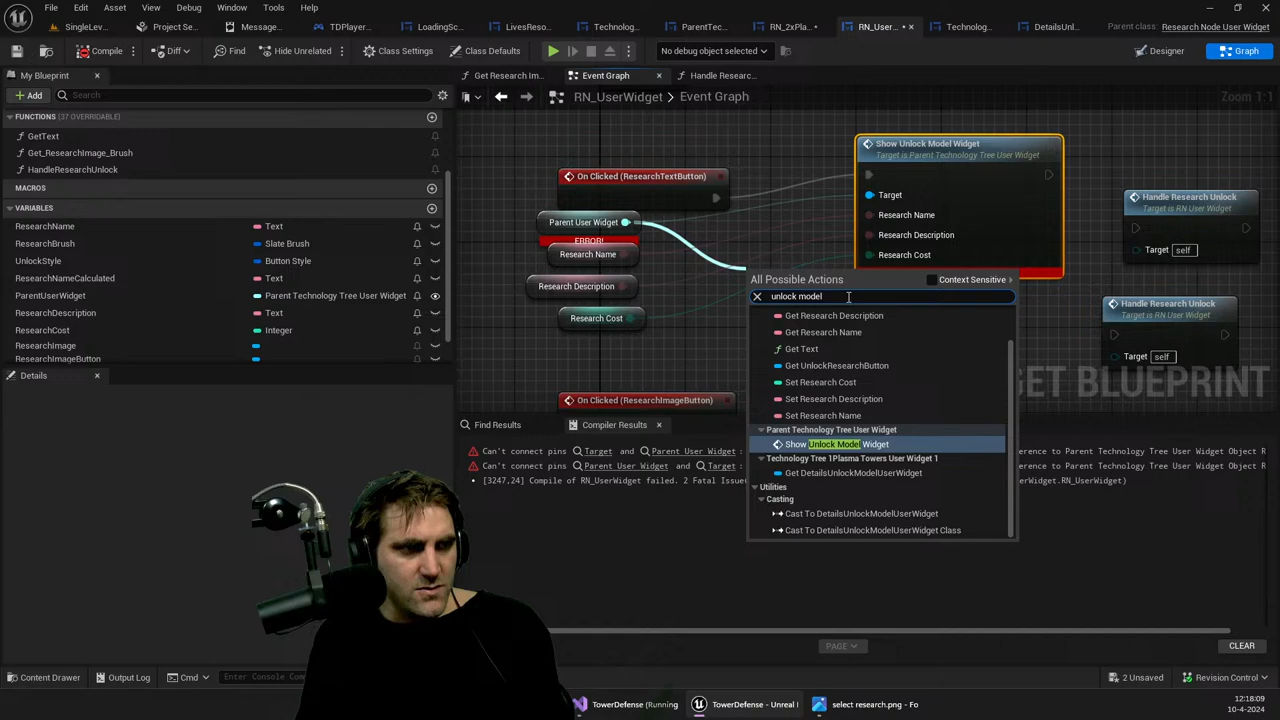 File Edit Asset View Debug Window Tools Help
SingleLev... Project Se... Message... TDPlayer... LoadingSc... LivesReso... Technolog... ParentTec... RN_2xPla... RN_User... Technolog... DetailsUnl... Parent class: Research Node User Widget
Compile Diff Find Hide Unrelated Class Settings Class Defaults No debug object selected Designer Graph
My Blueprint Get Research Im... Event Graph Handle Researc...
Add Search RN_UserWidget > Event Graph Zoom 1:1
FUNCTIONS (37 OVERRIDABLE)
GetText
Get_ResearchImage_Brush
HandleResearchUnlock
MACROS
VARIABLES
ResearchName Text
ResearchBrush Slate Brush
UnlockStyle Button Style
ResearchNameCalculated Text
ParentUserWidget Parent Technology Tree User Widget
ResearchDescription Text
ResearchCost Integer
ResearchImage
ResearchImageButton
Details
On Clicked (ResearchTextButton)
Parent User Widget
ERROR!
Research Name
Research Description
Research Cost
On Clicked (ResearchImageButton)
Show Unlock Model Widget
Target is Parent Technology Tree User Widget
Target
Research Name
Research Description
Research Cost
Handle Research Unlock
Target is RN User Widget
Target self
Handle Research Unlock
Target is RN User Widget
Target self
GET BLUEPRINT
All Possible Actions Context Sensitive
unlock model
Get Research Description
Get Research Name
Get Text
Get UnlockResearchButton
Set Research Cost
Set Research Description
Set Research Name
Parent Technology Tree User Widget
Show Unlock Model Widget
Technology Tree 1Plasma Towers User Widget 1
Get DetailsUnlockModelUserWidget
Utilities
Casting
Cast To DetailsUnlockModelUserWidget
Cast To DetailsUnlockModelUserWidget Class
Find Results Compiler Results
Can't connect pins Target and Parent User Widget erence to Parent Technology Tree User Widget Object R
Can't connect pins Parent User Widget and Target erence to Parent Technology Tree User Widget Object R
[3247,24] Compile of RN_UserWidget failed. 2 Fatal Issue Widget.RN_UserWidget)
PAGE CLEAR
Content Drawer Output Log Cmd Enter Console Comm 2 Unsaved Revision Control
TowerDefense (Running TowerDefense - Unreal select research.png - Fo
12:18:09
10-4-2024